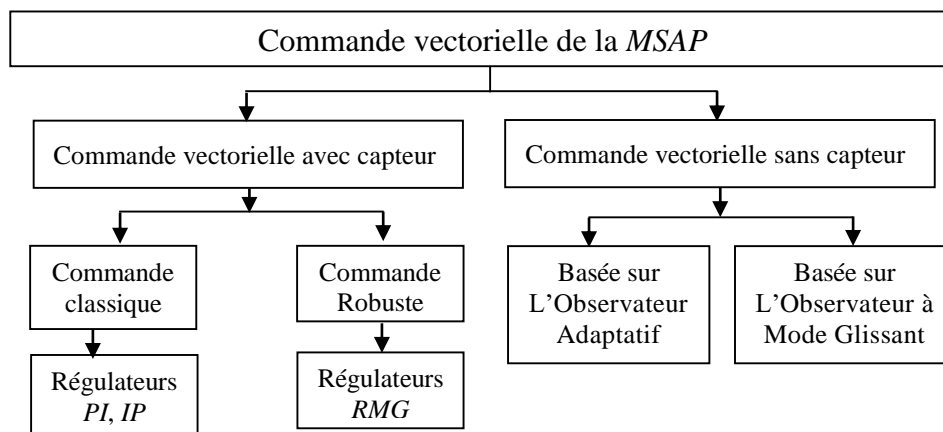 Commande vectorielle de la MSAP
Commande vectorielle avec capteur
Commande vectorielle sans capteur
Commande
classique
Commande
Robuste
Basée sur
L'Observateur
Adaptatif
Basée sur
L'Observateur à
Mode Glissant
Régulateurs
PI, IP
Régulateurs
RMG